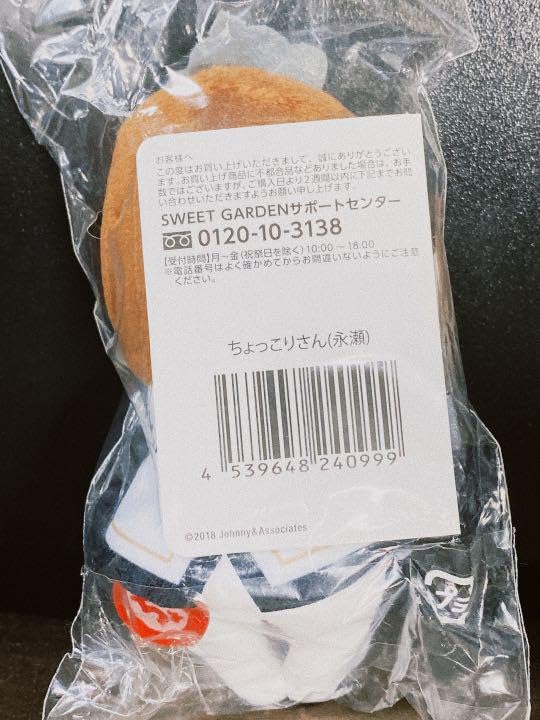 お客様へ
この度はお買い上げいただきまして、誠にありがとうござい
ます。お買い上げ商品に不都合などありました場合は、お手
数ではございますが、ご購入日より2週間以内に下記までお問
い合わせいただきますようお願い申し上げます。
SWEET GARDENサポートセンター
0120-10-3138
【受付時間】月〜金(祝祭日を除く)10:00〜18:00
※電話番号はよく確かめてからお間違いないようにご注意
ください。
ちょっこりさん(永瀬)
4 539648 240999
©2018 Johnny&Associates
プラ